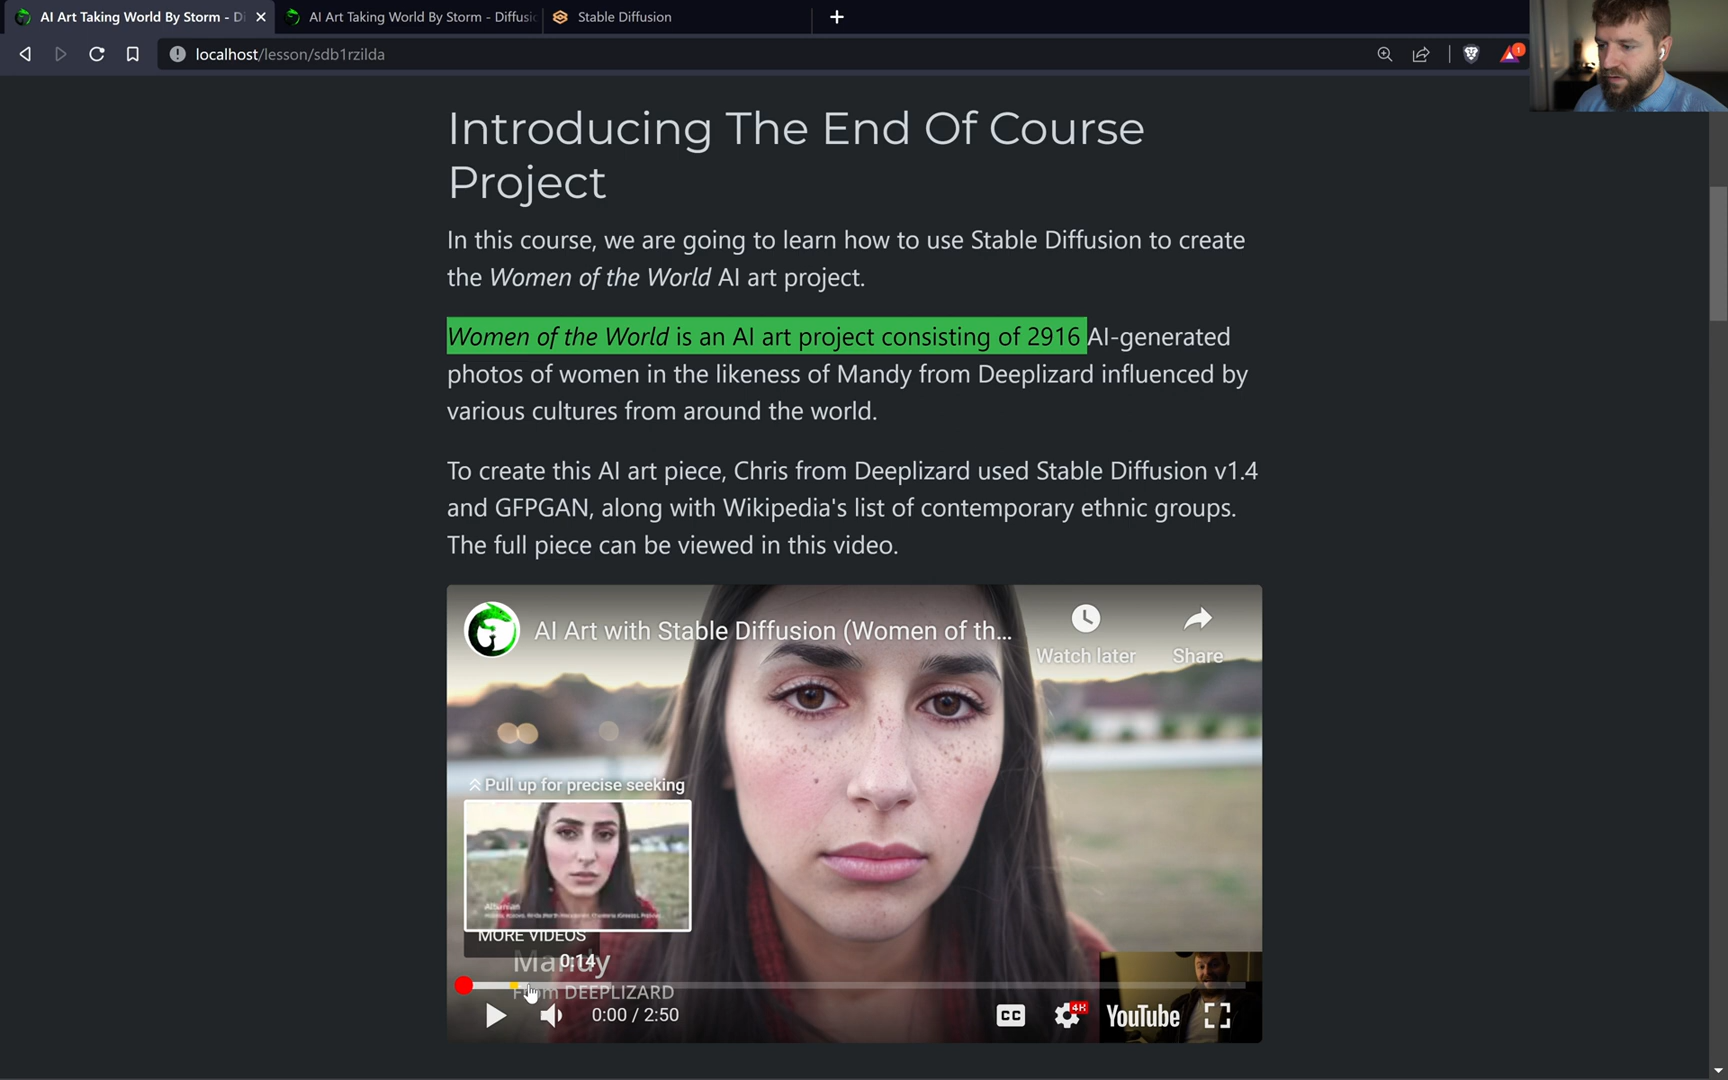 AI Art Taking World By Storm - Di
AI Art Taking World By Storm - Diffusi
Stable Diffusion
localhost/lesson/sdb1rzilda
1
Introducing The End Of Course
Project
In this course, we are going to learn how to use Stable Diffusion to create
the Women of the World AI art project.
Women of the World is an AI art project consisting of 2916 AI-generated
photos of women in the likeness of Mandy from Deeplizard influenced by
various cultures from around the world.
To create this AI art piece, Chris from Deeplizard used Stable Diffusion v1.4
and GFPGAN, along with Wikipedia's list of contemporary ethnic groups.
The full piece can be viewed in this video.
AI Art with Stable Diffusion (Women of th...
Watch later
Share
Pull up for precise seeking
Albanian
MORE VIDEOS
Mandy
0:14
From DEEPLIZARD
0:00 / 2:50
CC
4K
YouTube